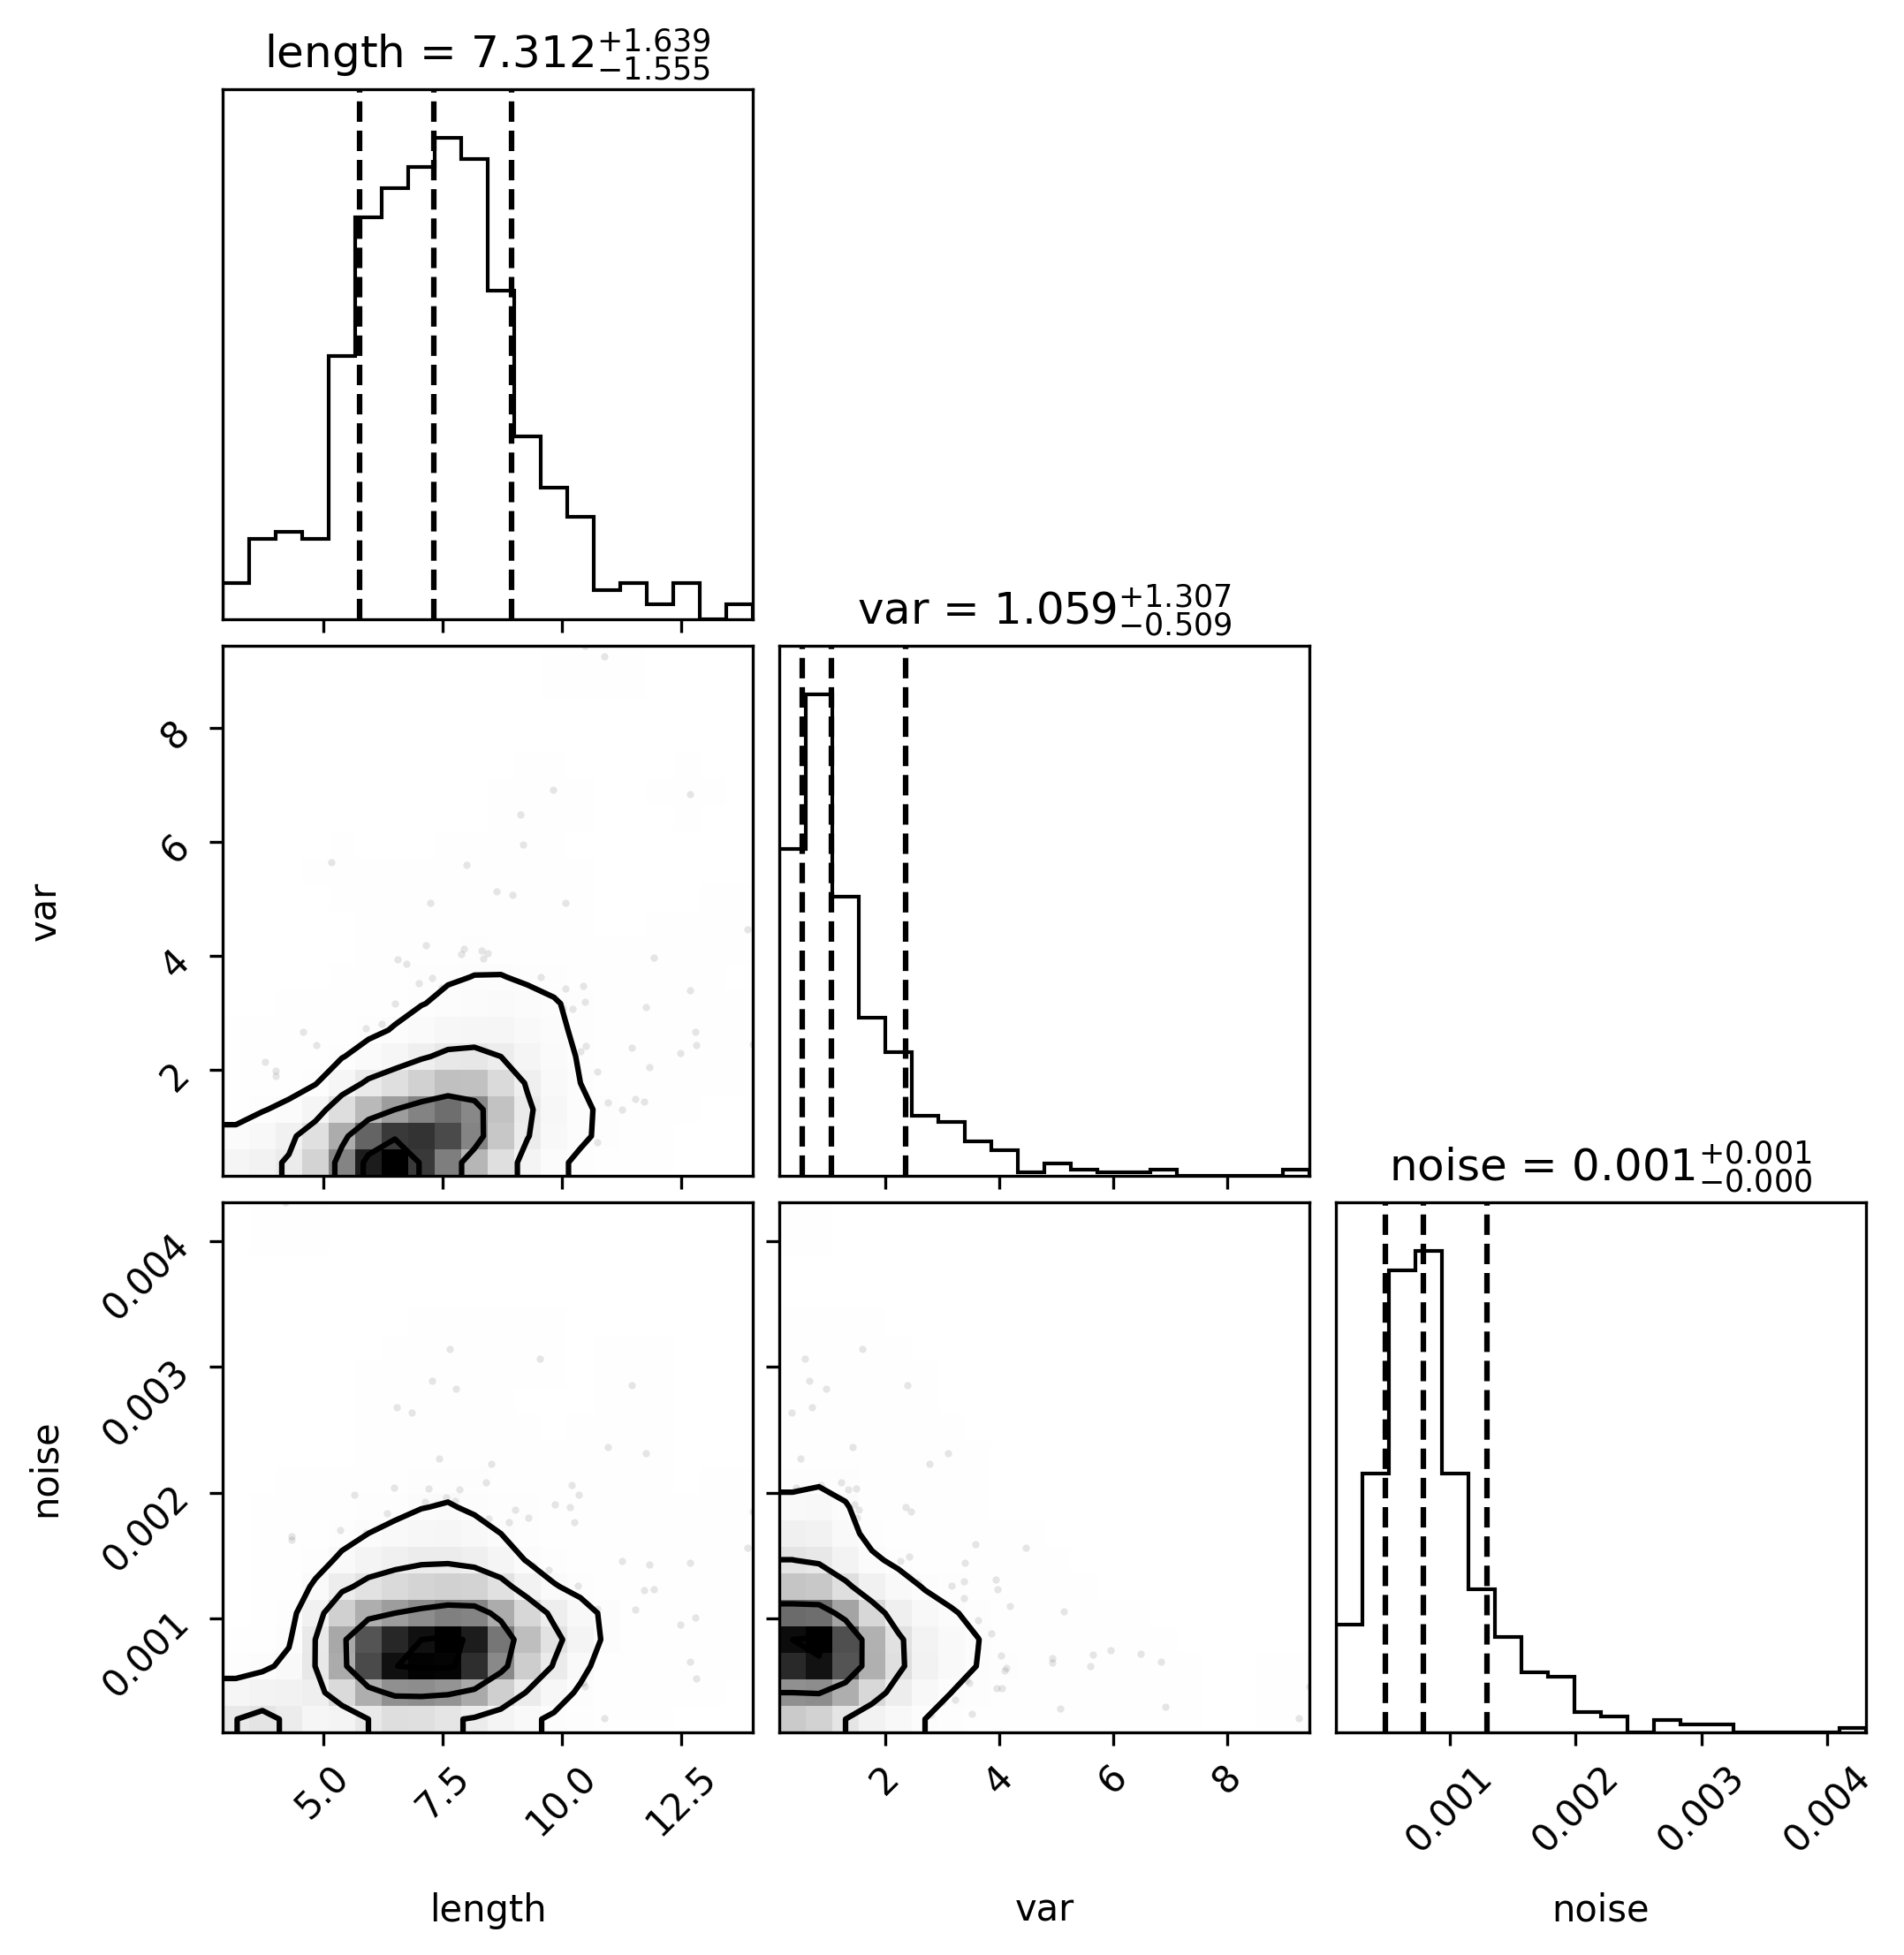 length = 7.312 +1.639 −1.555
var = 1.059 +1.307 −0.509
8
6
4
2
var
noise = 0.001 +0.001 −0.000
0.004
0.003
0.002
0.001
noise
5.0 7.5 10.0 12.5 2 4 6 8 0.001 0.002 0.003 0.004
length var noise